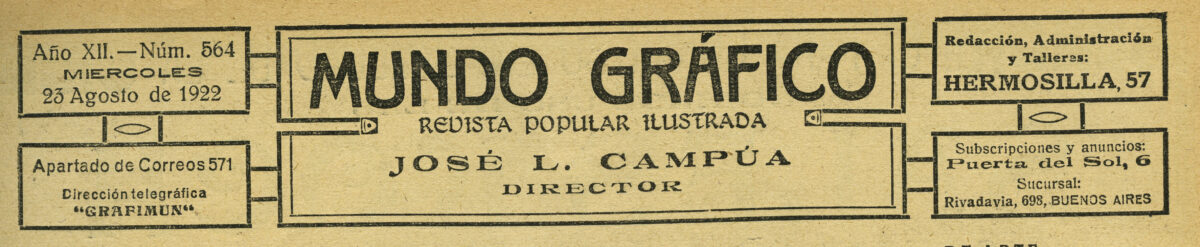 Año XII.—Núm. 564
MIERCOLES
23 Agosto de 1922
Apartado de Correos 571
Dirección telegráfica
"GRAFIMUN"
MUNDO GRÁFICO
REVISTA POPULAR ILUSTRADA
JOSÉ L. CAMPÚA
DIRECTOR
Redacción, Administración
y Talleres:
HERMOSILLA, 57
Subscripciones y anuncios:
Puerta del Sol, 6
Sucursal:
Rivadavia, 698, BUENOS AIRES